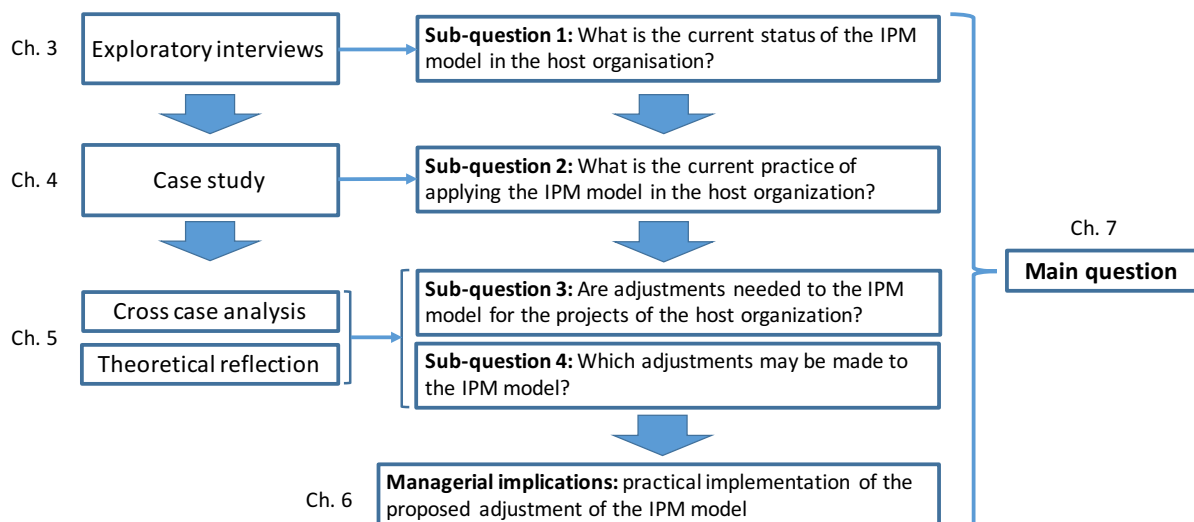 Ch. 3
Exploratory interviews
Sub-question 1: What is the current status of the IPM
model in the host organisation?
Ch. 4
Case study
Sub-question 2: What is the current practice of
applying the IPM model in the host organization?
Ch. 7
Main question
Ch. 5
Cross case analysis
Theoretical reflection
Sub-question 3: Are adjustments needed to the IPM
model for the projects of the host organization?
Sub-question 4: Which adjustments may be made to
the IPM model?
Ch. 6
Managerial implications: practical implementation of the
proposed adjustment of the IPM model